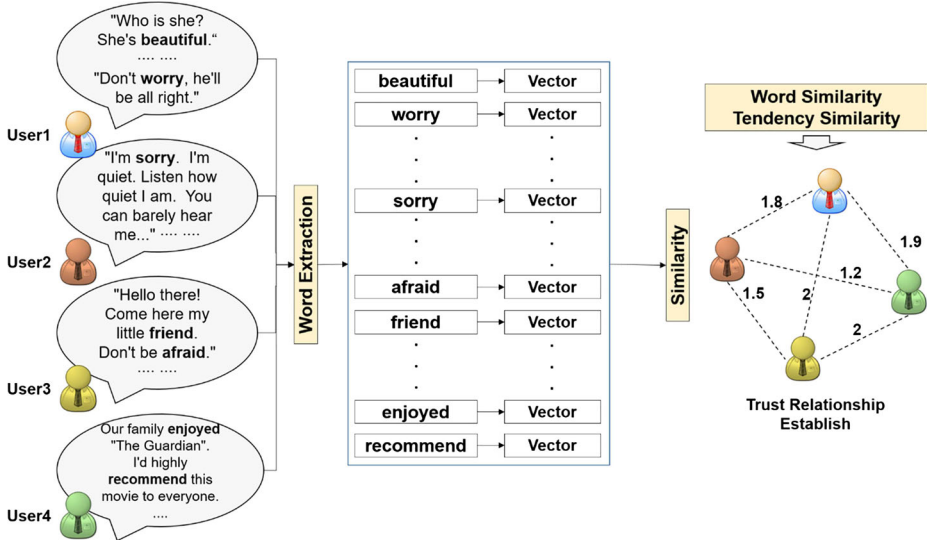 "Who is she?
She's beautiful.“
.... ....
"Don't worry, he'll
be all right."
User1
"I'm sorry. I'm
quiet. Listen how
quiet I am. You
can barely hear
me..." .... ....
User2
"Hello there!
Come here my
little friend.
Don't be afraid."
.... ....
User3
Our family enjoyed
"The Guardian".
I'd highly
recommend this
movie to everyone.
....
User4
Word Extraction
beautiful Vector
worry Vector
sorry Vector
afraid Vector
friend Vector
enjoyed Vector
recommend Vector
Similarity
Word Similarity
Tendency Similarity
1.8
1.9
1.2
1.5
2
2
Trust Relationship
Establish